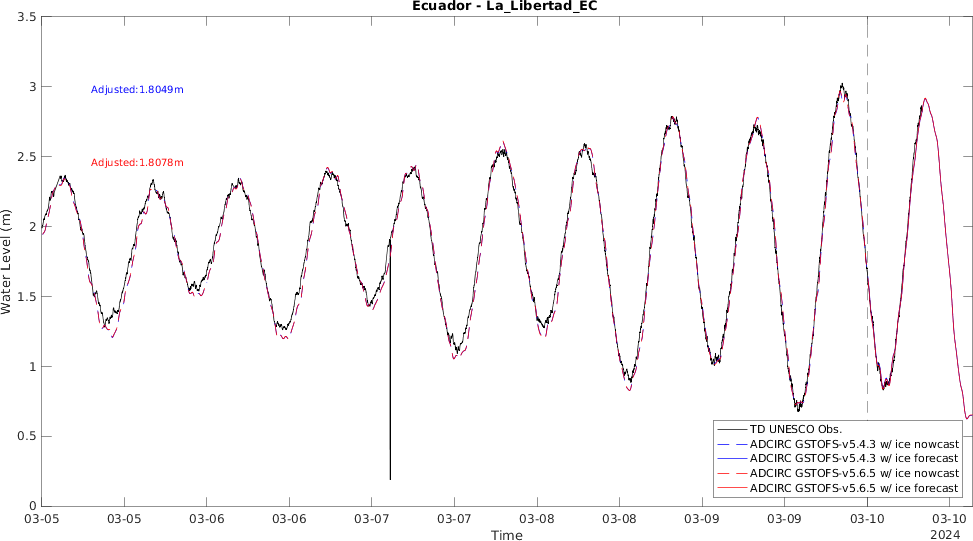 Ecuador - La_Libertad_EC
3.5
3
2.5
2
1.5
1
0.5
0
Water Level (m)
Adjusted:1.8049m
Adjusted:1.8078m
TD UNESCO Obs.
ADCIRC GSTOFS-v5.4.3 w/ ice nowcast
ADCIRC GSTOFS-v5.4.3 w/ ice forecast
ADCIRC GSTOFS-v5.6.5 w/ ice nowcast
ADCIRC GSTOFS-v5.6.5 w/ ice forecast
03-05 03-05 03-06 03-06 03-07 03-07 03-08 03-08 03-09 03-09 03-10 03-10
Time
2024